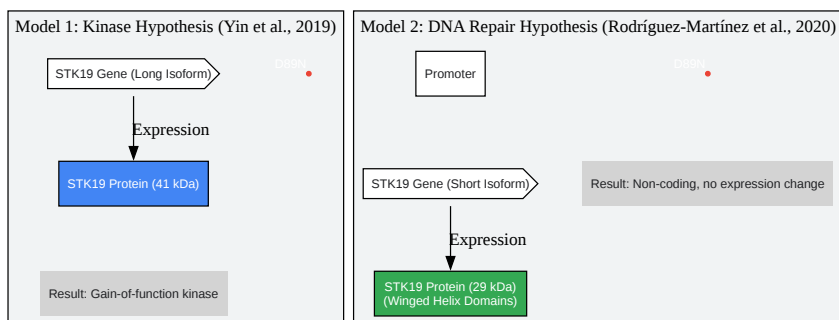 Model 1: Kinase Hypothesis (Yin et al., 2019)
STK19 Gene (Long Isoform)
D89N
Expression
STK19 Protein (41 kDa)
Result: Gain-of-function kinase
Model 2: DNA Repair Hypothesis (Rodríguez-Martínez et al., 2020)
Promoter
D89N
STK19 Gene (Short Isoform)
Result: Non-coding, no expression change
Expression
STK19 Protein (29 kDa)
(Winged Helix Domains)